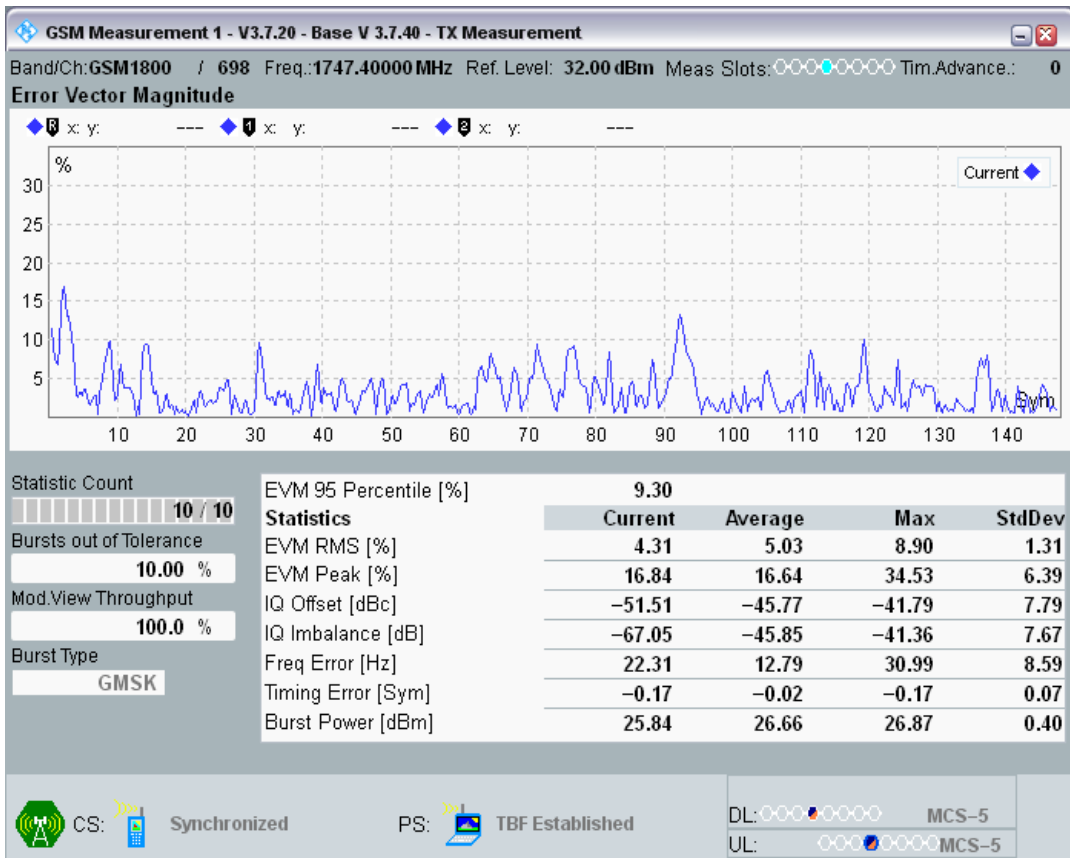 GSM Measurement 1 - V3.7.20 - Base V 3.7.40 - TX Measurement
Band/Ch:GSM1800 / 698 Freq.:1747.40000 MHz Ref. Level: 32.00 dBm Meas Slots: Tim.Advance.: 0
Error Vector Magnitude
R x: y: --- 1 x: y: --- 2 x: y: ---
%
Current
30
25
20
15
10
5
Sym
10 20 30 40 50 60 70 80 90 100 110 120 130 140
Statistic Count
10 / 10
Bursts out of Tolerance
10.00 %
Mod.View Throughput
100.0 %
Burst Type
GMSK
EVM 95 Percentile [%] 9.30
Statistics Current Average Max StdDev
EVM RMS [%] 4.31 5.03 8.90 1.31
EVM Peak [%] 16.84 16.64 34.53 6.39
IQ Offset [dBc] −51.51 −45.77 −41.79 7.79
IQ Imbalance [dB] −67.05 −45.85 −41.36 7.67
Freq Error [Hz] 22.31 12.79 30.99 8.59
Timing Error [Sym] −0.17 −0.02 −0.17 0.07
Burst Power [dBm] 25.84 26.66 26.87 0.40
CS: Synchronized PS: TBF Established
DL: MCS−5
UL: MCS−5